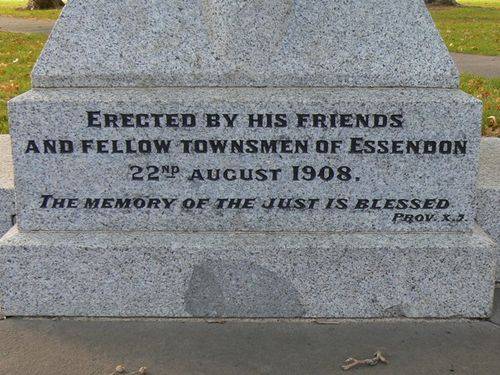 ERECTED BY HIS FRIENDS
AND FELLOW TOWNSMEN OF ESSENDON
22ND AUGUST 1908.
THE MEMORY OF THE JUST IS BLESSED
PROV. X.7.